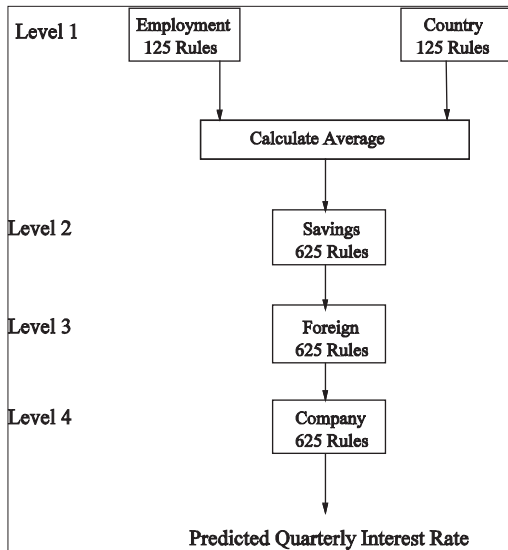 Level 1
Employment
125 Rules
Country
125 Rules
Calculate Average
Level 2
Savings
625 Rules
Level 3
Foreign
625 Rules
Level 4
Company
625 Rules
Predicted Quarterly Interest Rate